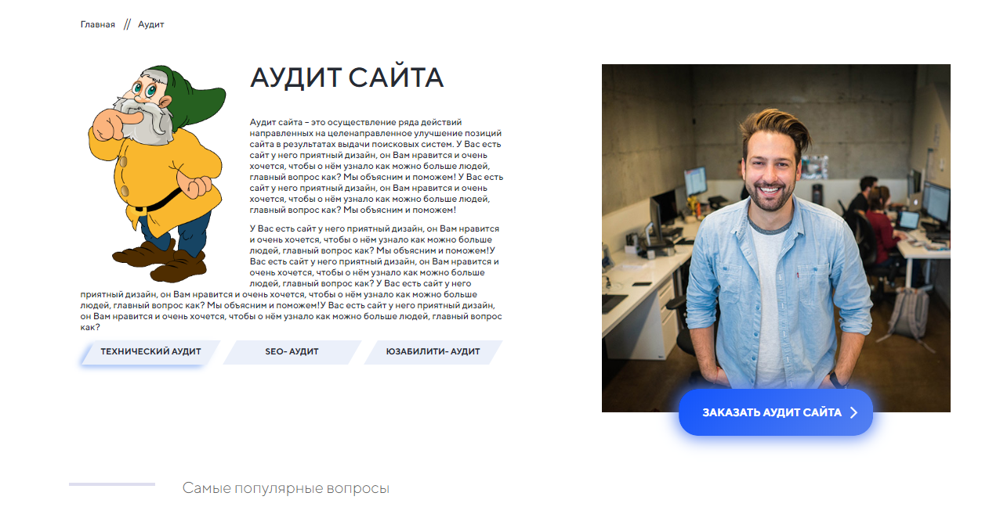 Главная // Аудит
АУДИТ САЙТА
Аудит сайта – это осуществление ряда действий
направленных на целенаправленное улучшение позиций
сайта в результатах выдачи поисковых систем. У Вас есть
сайт у него приятный дизайн, он Вам нравится и очень
хочется, чтобы о нём узнало как можно больше людей,
главный вопрос как? Мы объясним и поможем! У Вас есть
сайт у него приятный дизайн, он Вам нравится и очень
хочется, чтобы о нём узнало как можно больше людей,
главный вопрос как? Мы объясним и поможем!
У Вас есть сайт у него приятный дизайн, он Вам нравится
и очень хочется, чтобы о нём узнало как можно больше
людей, главный вопрос как? Мы объясним и поможем!У
Вас есть сайт у него приятный дизайн, он Вам нравится и
очень хочется, чтобы о нём узнало как можно больше
людей, главный вопрос как? У Вас есть сайт у него
приятный дизайн, он Вам нравится и очень хочется, чтобы о нём узнало как можно больше
людей, главный вопрос как? Мы объясним и поможем!У Вас есть сайт у него приятный дизайн,
он Вам нравится и очень хочется, чтобы о нём узнало как можно больше людей, главный вопрос
как?
ТЕХНИЧЕСКИЙ АУДИТ
SEO- АУДИТ
ЮЗАБИЛИТИ- АУДИТ
ЗАКАЗАТЬ АУДИТ САЙТА
Самые популярные вопросы